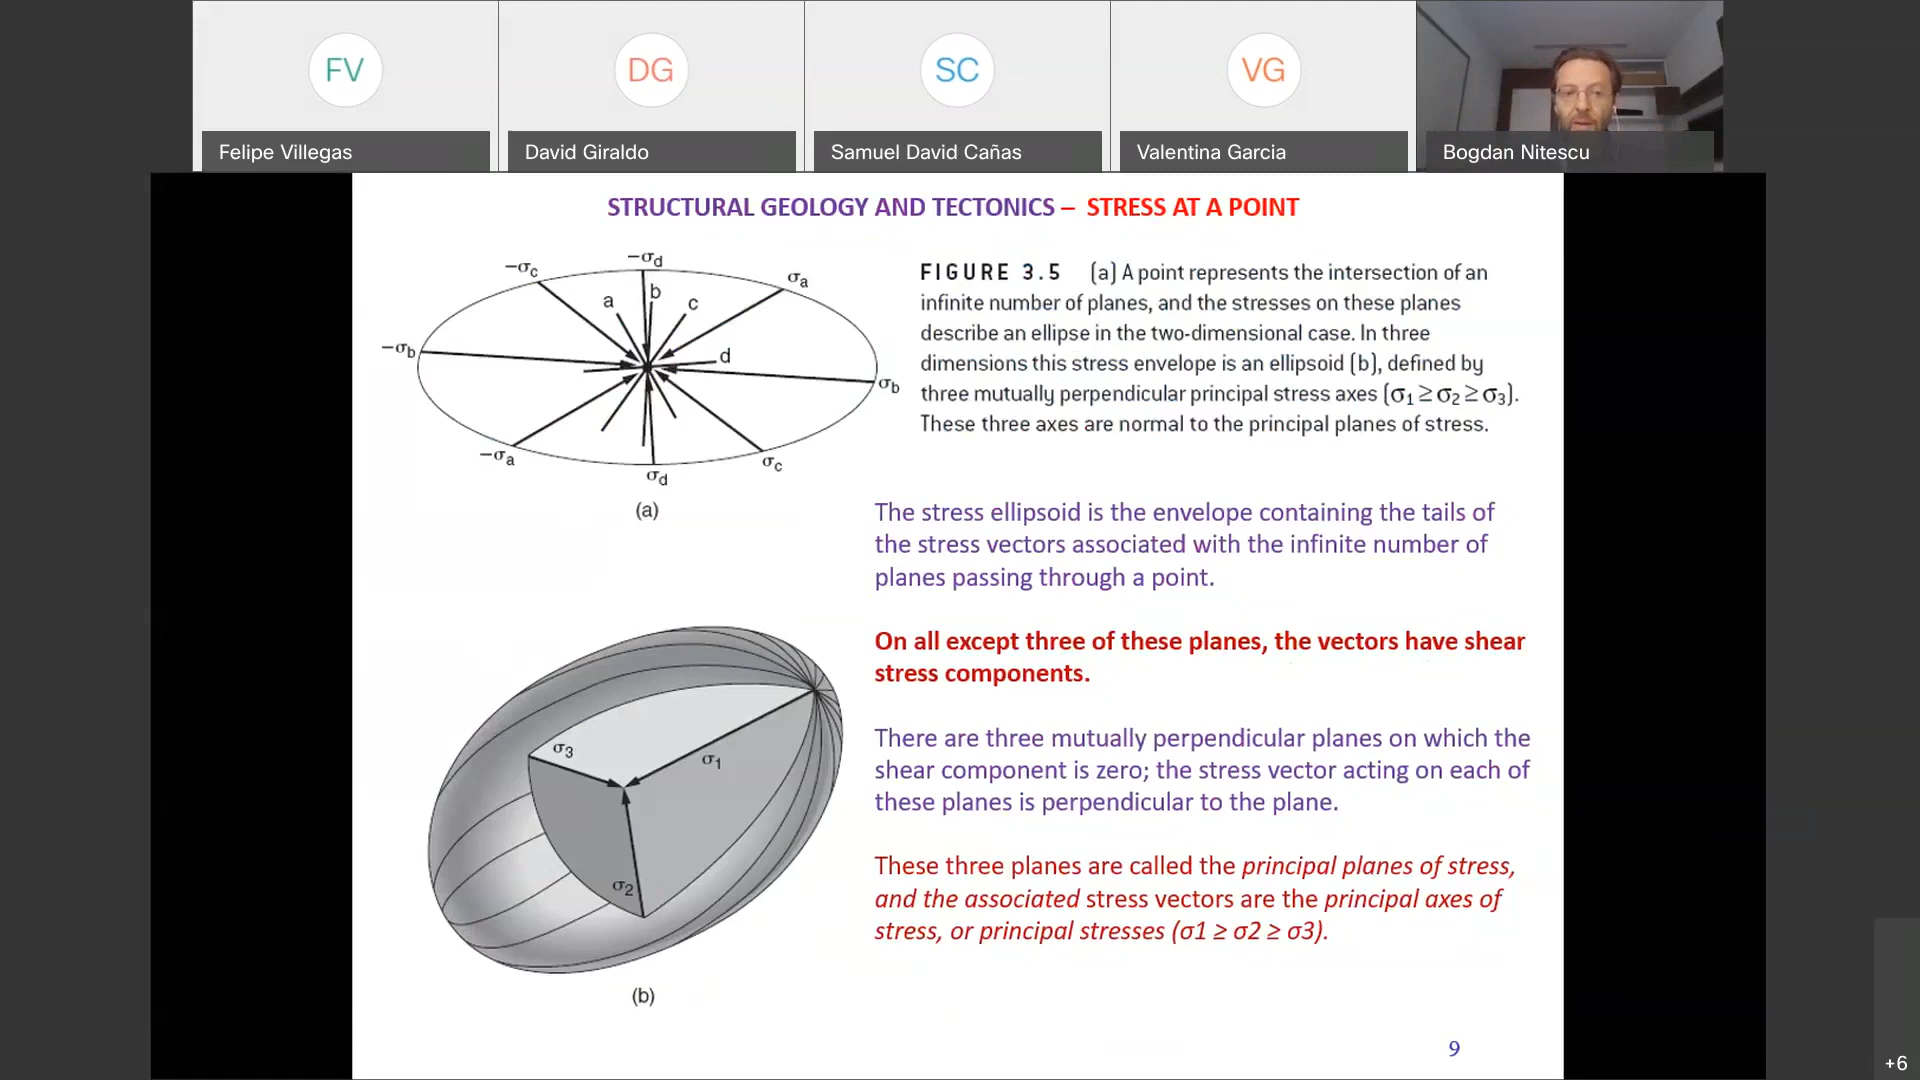 FV
DG
SC
VG
Felipe Villegas
David Giraldo
Samuel David Cañas
Valentina Garcia
Bogdan Nitescu
STRUCTURAL GEOLOGY AND TECTONICS – STRESS AT A POINT
−σc
−σd
σa
a
b
c
−σb
d
σb
−σa
σd
σc
(a)
FIGURE 3.5 (a) A point represents the intersection of an
infinite number of planes, and the stresses on these planes
describe an ellipse in the two-dimensional case. In three
dimensions this stress envelope is an ellipsoid (b), defined by
three mutually perpendicular principal stress axes (σ1 ≥ σ2 ≥ σ3).
These three axes are normal to the principal planes of stress.
The stress ellipsoid is the envelope containing the tails of
the stress vectors associated with the infinite number of
planes passing through a point.
On all except three of these planes, the vectors have shear
stress components.
There are three mutually perpendicular planes on which the
shear component is zero; the stress vector acting on each of
these planes is perpendicular to the plane.
These three planes are called the principal planes of stress,
and the associated stress vectors are the principal axes of
stress, or principal stresses (σ1 ≥ σ2 ≥ σ3).
σ3
σ1
σ2
(b)
9
+6